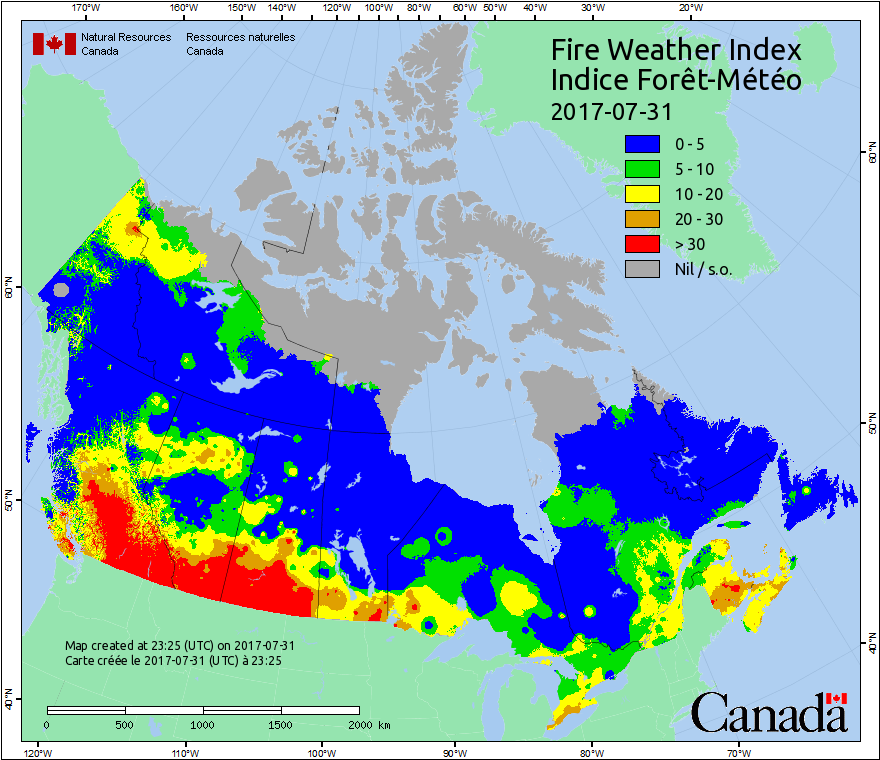 170°W 160°W 150°W 140°W 120°W 100°W 80°W 60°W 50°W 40°W 30°W 20°W
Natural Resources Canada
Ressources naturelles Canada
Fire Weather Index
Indice Forêt-Météo
2017-07-31
0 - 5
5 - 10
10 - 20
20 - 30
> 30
Nil / s.o.
60°N
60°N
50°N
50°N
40°N
40°N
Map created at 23:25 (UTC) on 2017-07-31
Carte créée le 2017-07-31 (UTC) à 23:25
0 500 1000 1500 2000 km
Canada
120°W 110°W 100°W 90°W 80°W 70°W